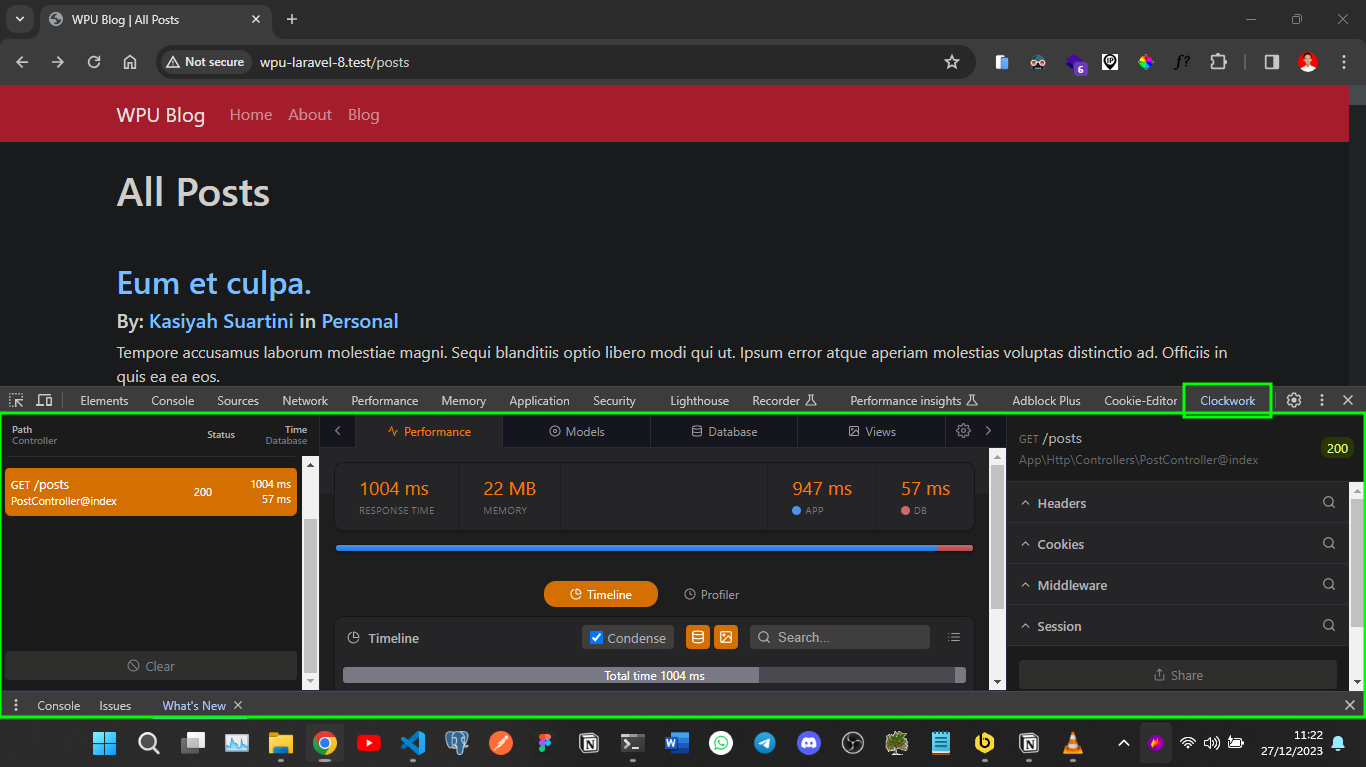 WPU Blog | All Posts
Not secure
wpu-laravel-8.test/posts
6
f?
WPU Blog Home About Blog
All Posts
Eum et culpa.
By: Kasiyah Suartini in Personal
Tempore accusamus laborum molestiae magni. Sequi blanditiis optio libero modi qui ut. Ipsum error atque aperiam molestias voluptas distinctio ad. Officiis in
quis ea ea eos.
Elements Console Sources Network Performance Memory Application Security Lighthouse Recorder Performance insights Adblock Plus Cookie-Editor Clockwork
Path
Controller
Status
Time
Database
GET /posts
PostController@index
200
1004 ms
57 ms
Clear
Performance Models Database Views
1004 ms
RESPONSE TIME
22 MB
MEMORY
947 ms
APP
57 ms
DB
Timeline Profiler
Timeline
Condense
Search...
Total time 1004 ms
GET /posts
App\Http\Controllers\PostController@index
200
Headers
Cookies
Middleware
Session
Share
Console Issues What's New
11:22
27/12/2023